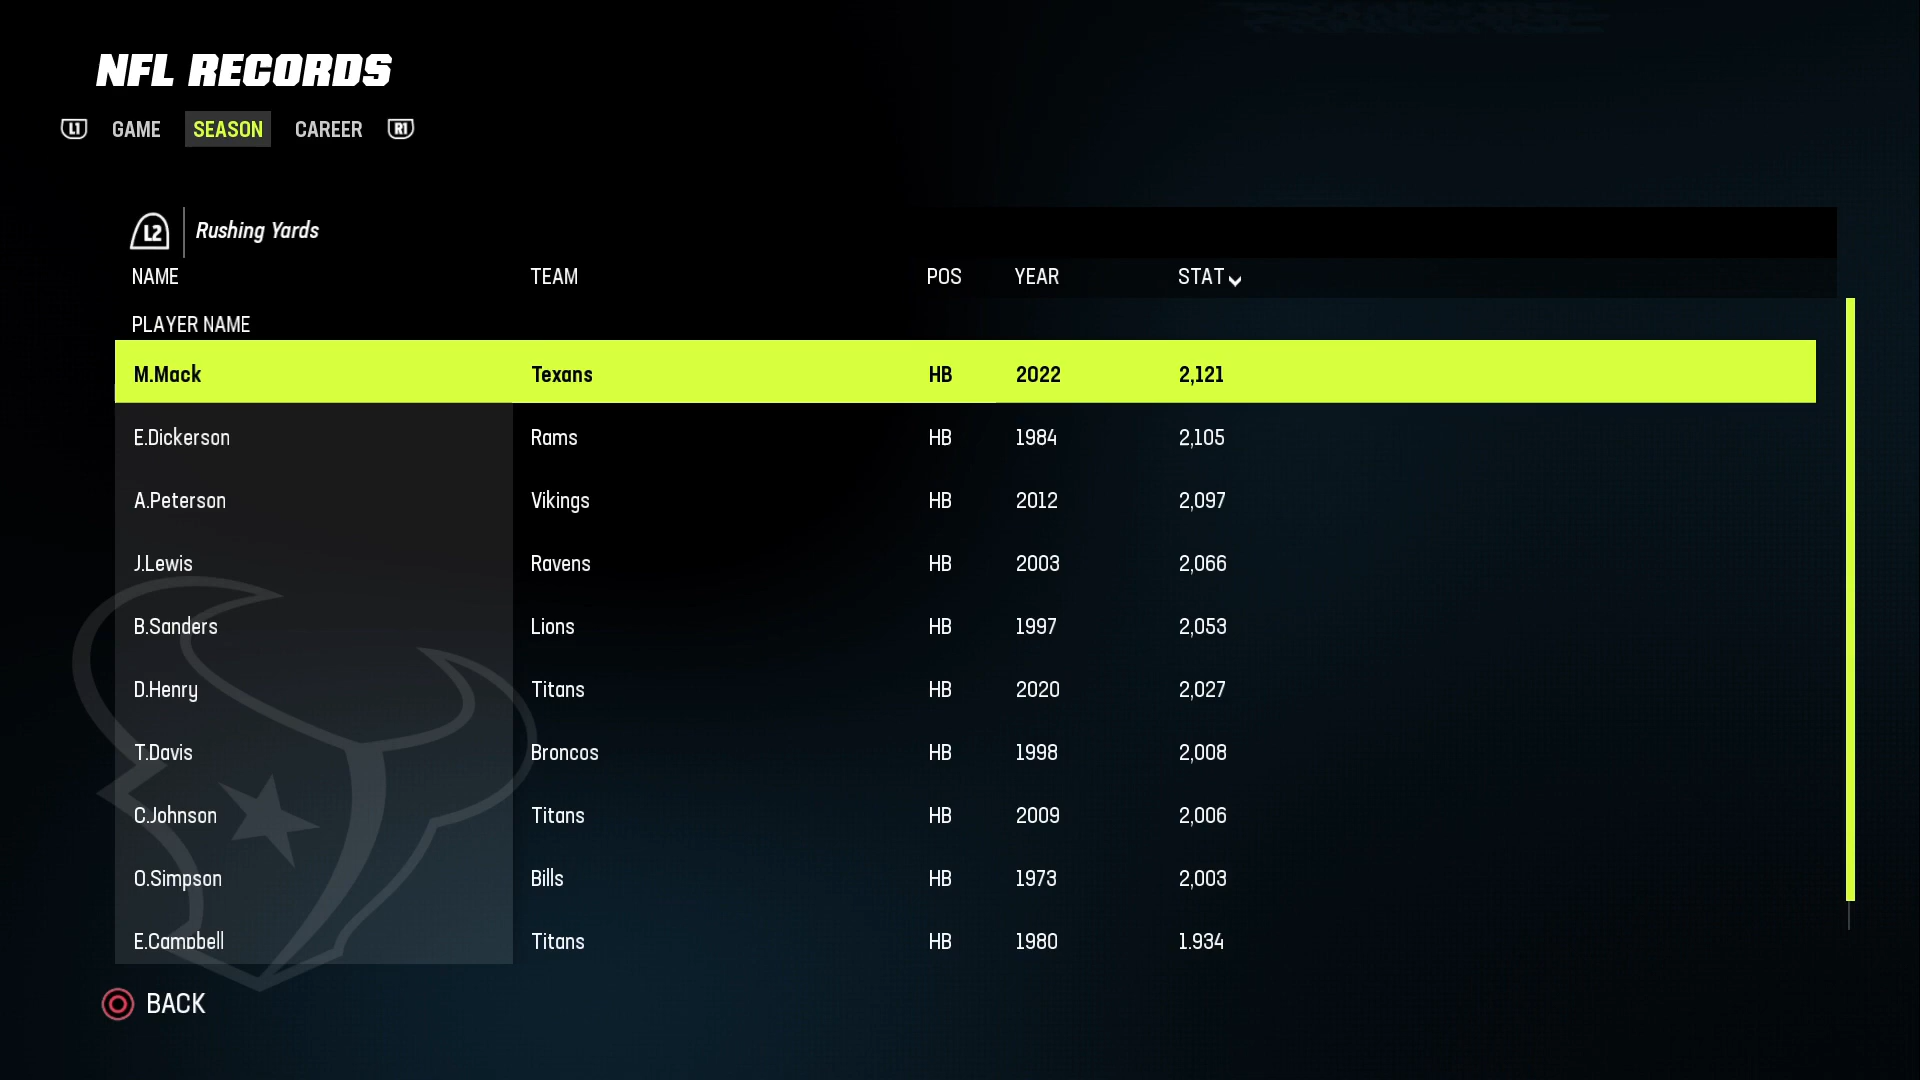 NFL RECORDS
L1 GAME SEASON CAREER R1
L2 Rushing Yards
NAME TEAM POS YEAR STAT
PLAYER NAME
M.Mack Texans HB 2022 2,121
E.Dickerson Rams HB 1984 2,105
A.Peterson Vikings HB 2012 2,097
J.Lewis Ravens HB 2003 2,066
B.Sanders Lions HB 1997 2,053
D.Henry Titans HB 2020 2,027
T.Davis Broncos HB 1998 2,008
C.Johnson Titans HB 2009 2,006
O.Simpson Bills HB 1973 2,003
E.Campbell Titans HB 1980 1,934
BACK